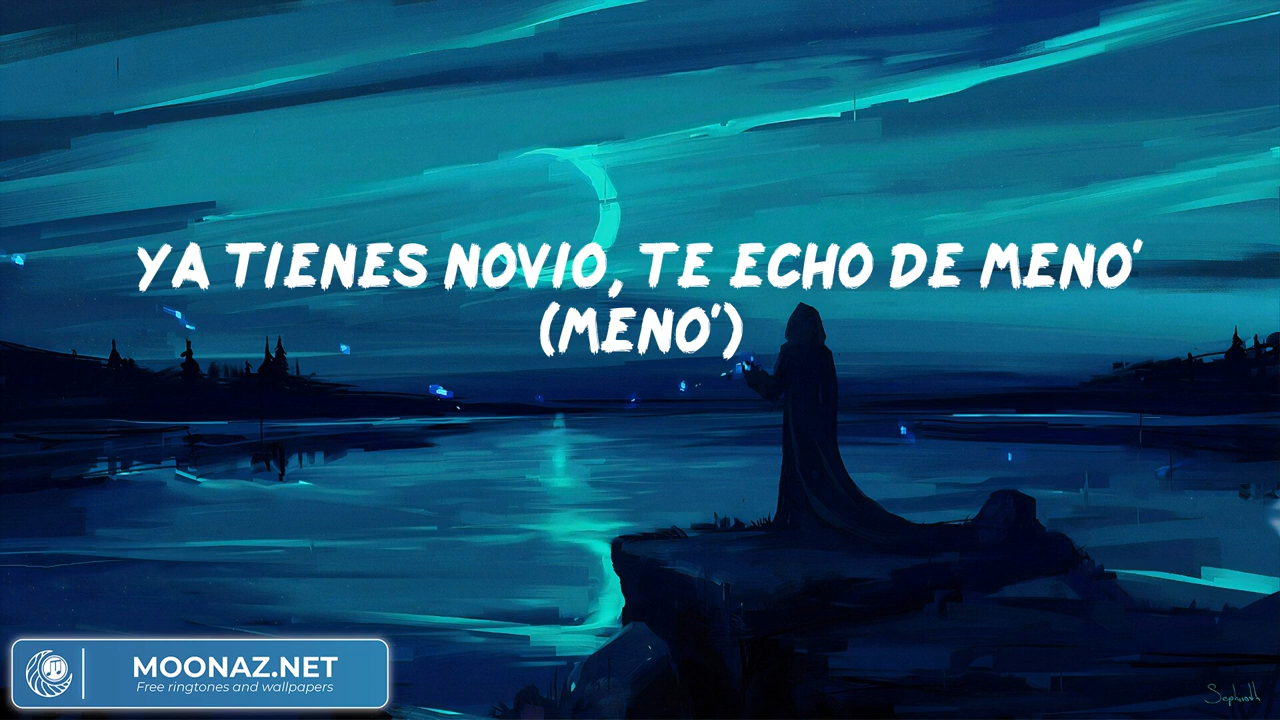 YA TIENES NOVIO, TE ECHO DE MENO'
(MENO')
MOONAZ.NET
Free ringtones and wallpapers